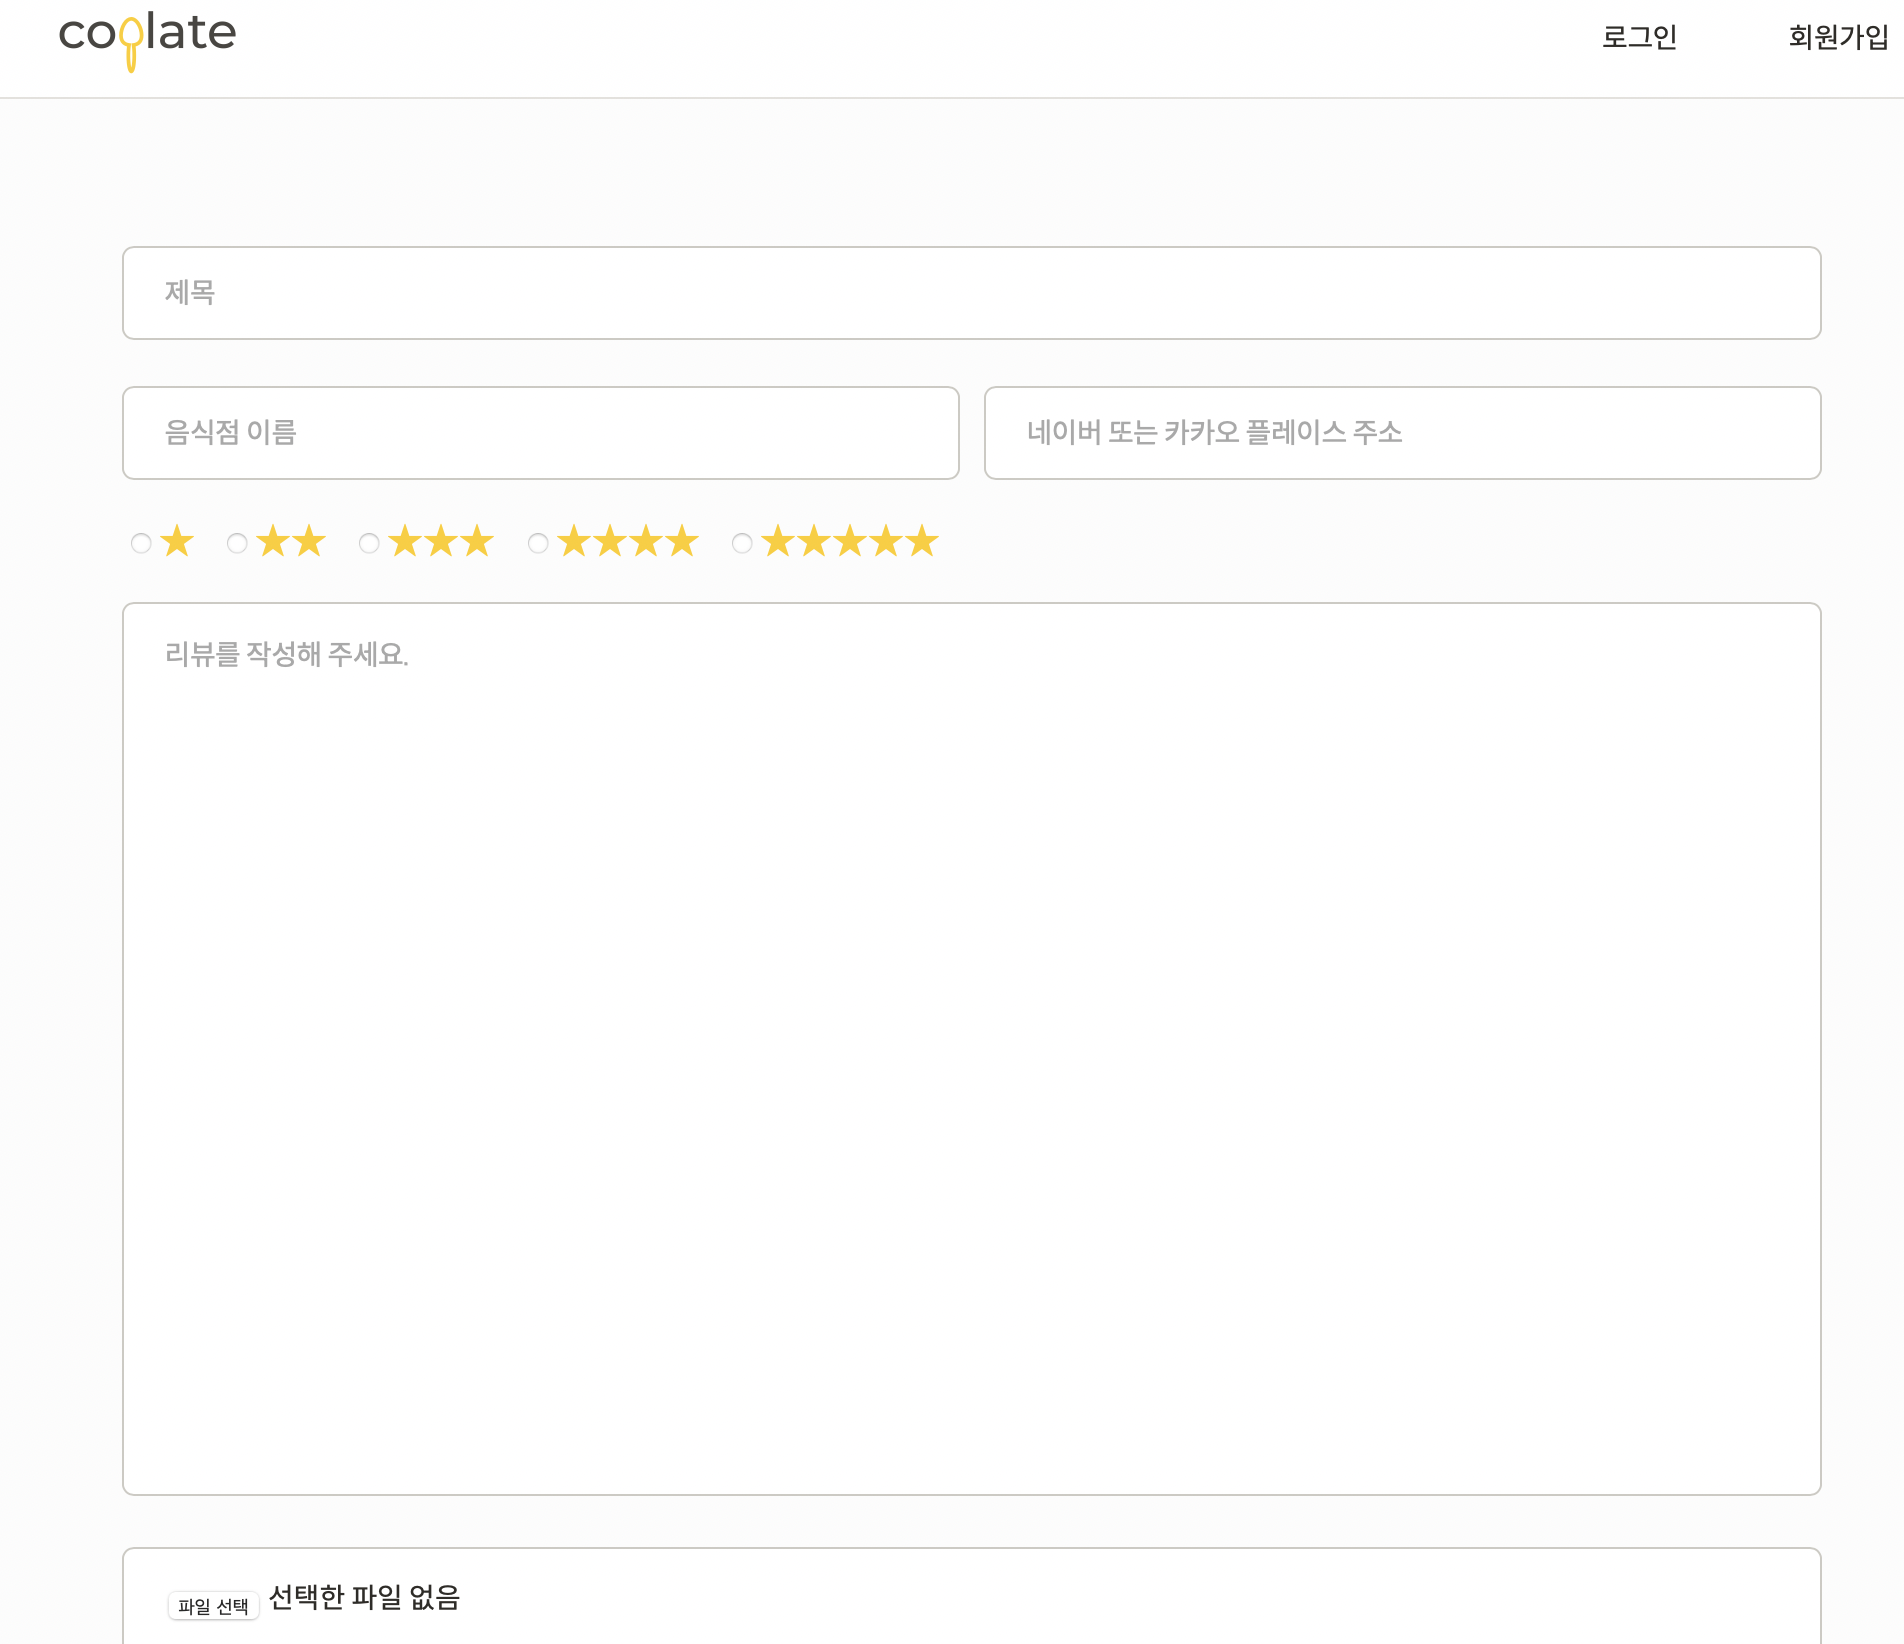 coplate
로그인 회원가입
제목
음식점 이름 네이버 또는 카카오 플레이스 주소
★ ★★ ★★★ ★★★★ ★★★★★
리뷰를 작성해 주세요.
파일 선택 선택한 파일 없음